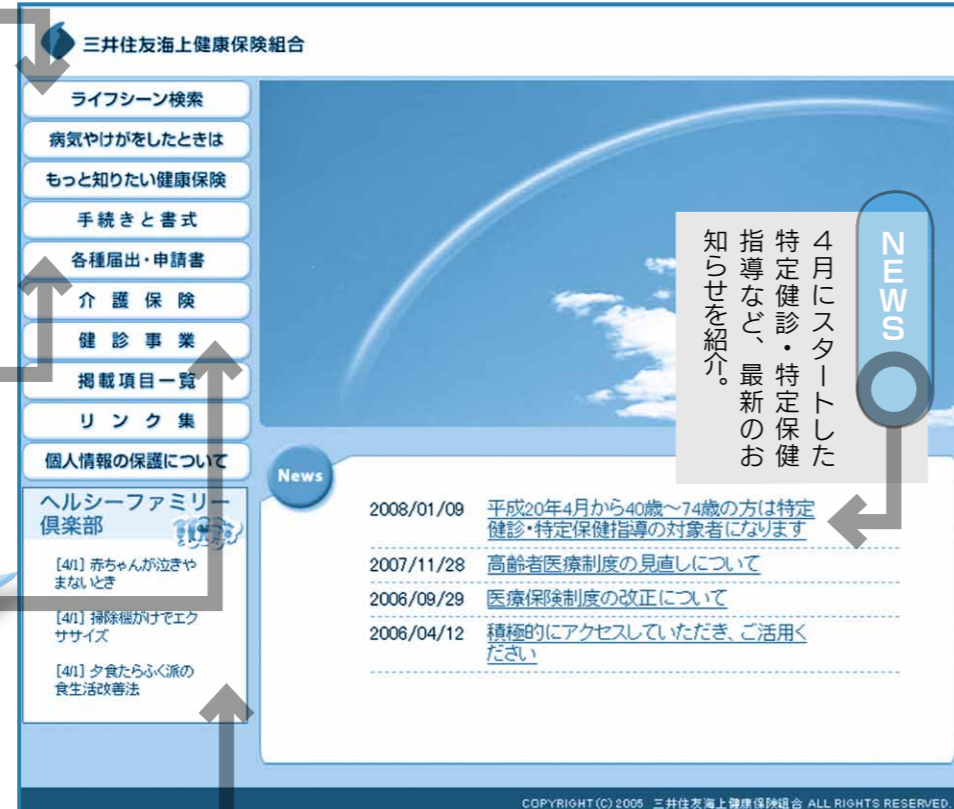 三井住友海上健康保険組合
ライフシーン検索
病気やけがをしたときは
もっと知りたい健康保険
手続きと書式
各種届出・申請書
介護保険
健診事業
掲載項目一覧
リンク集
個人情報の保護について
ヘルシーファミリー
倶楽部
[4/1] 赤ちゃんが泣きや
まないとき
[4/1] 掃除機がけでエク
ササイズ
[4/1] 夕食たらふく派の
食生活改善法
NEWS
4月にスタートした
特定健診・特定保健
指導など、最新のお
知らせを紹介。
News
2008/01/09 平成20年4月から40歳～74歳の方は特定
健診・特定保健指導の対象者になります
2007/11/28 高齢者医療制度の見直しについて
2006/09/29 医療保険制度の改正について
2006/04/12 積極的にアクセスしていただき、ご活用く
ださい
COPYRIGHT(C)2005 三井住友海上健康保険組合 ALL RIGHTS RESERVED.